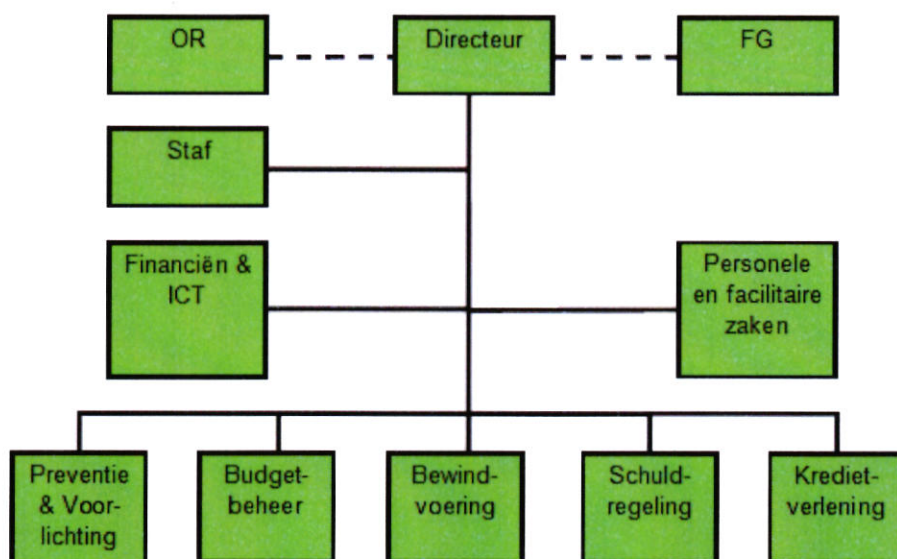 OR
Directeur
FG
Staf
Financiën &
ICT
Personele
en facilitaire
zaken
Preventie
& Voor-
lichting
Budget-
beheer
Bewind-
voering
Schuld-
regeling
Krediet-
verlening